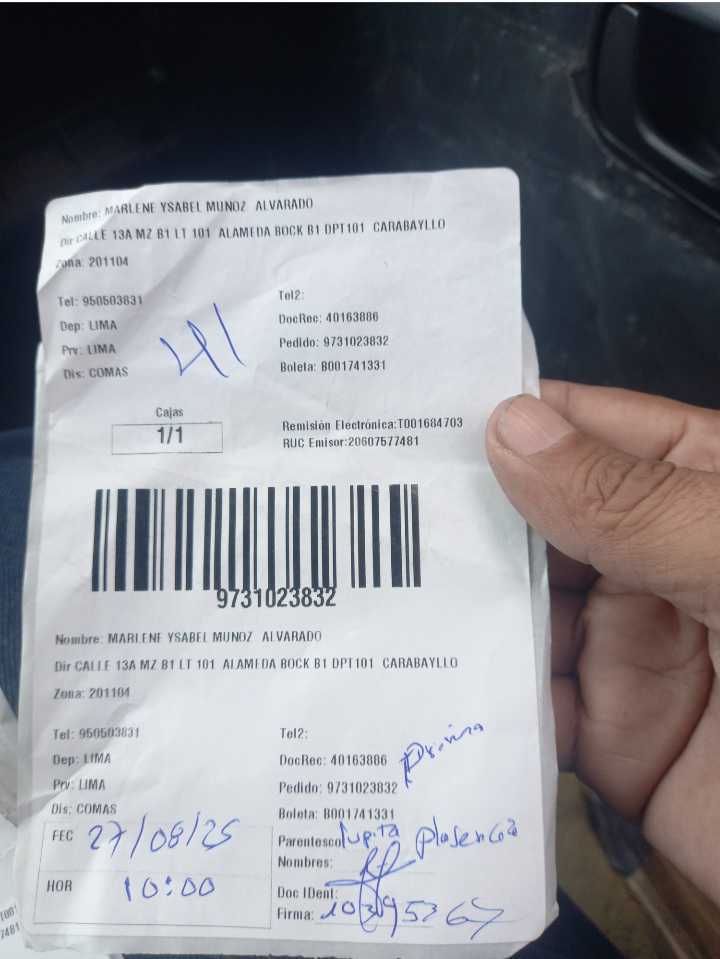 Nombre: MARLENE YSABEL MUNOZ ALVARADO
Dir CALLE 13A MZ B1 LT 101 ALAMEDA BOCK B1 DPT101 CARABAYLLO
Zona: 201104
Tel: 950503831 Tel2:
Dep: LIMA DocRec: 40163886
Prv: LIMA Pedido: 9731023832
Dis: COMAS Boleta: B001741331
41
Cajas
1/1
Remisión Electrónica:T001684703
RUC Emisor:20607577481
9731023832
Nombre: MARLENE YSABEL MUNOZ ALVARADO
Dir CALLE 13A MZ B1 LT 101 ALAMEDA BOCK B1 DPT101 CARABAYLLO
Zona: 201104
Tel: 950503831 Tel2:
Dep: LIMA DocRec: 40163886
Prv: LIMA Pedido: 9731023832
Dis: COMAS Boleta: B001741331
FEC 27/08/25 Parentesco
Nombres:
HOR 10:00 Doc IDent:
Firma: